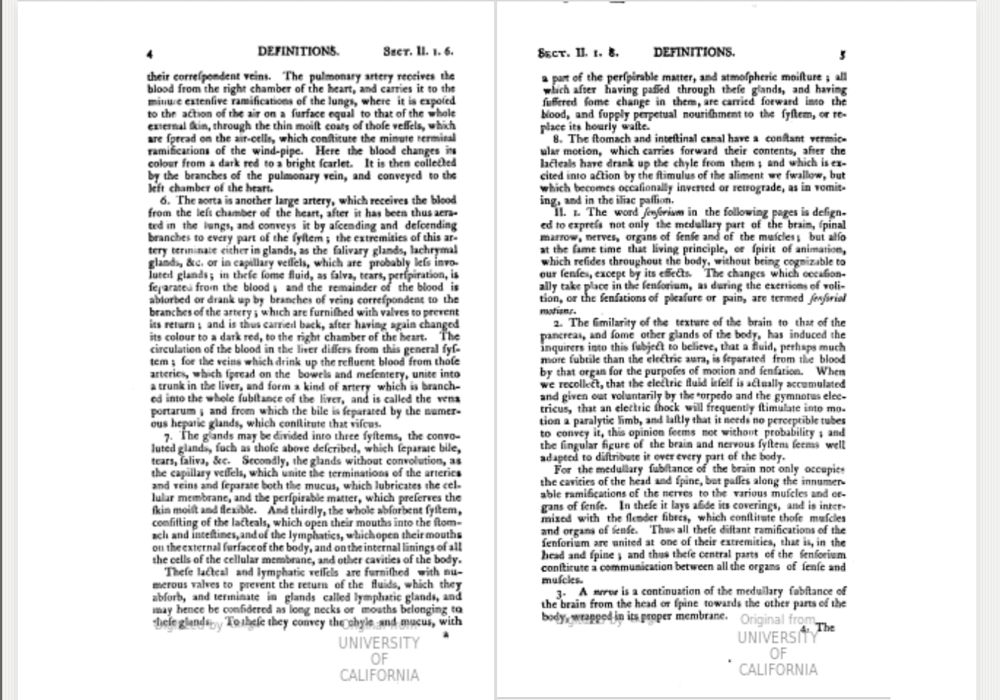 4 DEFINITIONS. SECT. II. 1. 6.
their correſpondent veins. The pulmonary artery receives the
blood from the right chamber of the heart, and carries it to the
minute extenſive ramifications of the lungs, where it is expoſed
to the action of the air on a ſurface equal to that of the whole
external ſkin, through the thin moiſt coats of thoſe veſſels, which
are ſpread on the air-cells, which conſtitute the minute terminal
ramifications of the wind-pipe. Here the blood changes its
colour from a dark red to a bright ſcarlet. It is then collected
by the branches of the pulmonary vein, and conveyed to the
left chamber of the heart.
6. The aorta is another large artery, which receives the blood
from the left chamber of the heart, after it has been thus aera-
ted in the lungs, and conveys it by aſcending and deſcending
branches to every part of the ſyſtem; the extremities of this ar-
tery terminate either in glands, as the ſalivary glands, lachrymal
glands, &c. or in capillary veſſels, which are probably leſs invo-
luted glands; in theſe ſome fluid, as ſalva, tears, perſpiration, is
ſeparated from the blood; and the remainder of the blood is
abſorbed or drank up by branches of veins correſpondent to the
branches of the artery; which are furniſhed with valves to prevent
its return; and is thus carried back, after having again changed
its colour to a dark red, to the right chamber of the heart. The
circulation of the blood in the liver differs from this general ſyſ-
tem; for the veins which drink up the refluent blood from thoſe
arteries, which ſpread on the bowels and meſentery, unite into
a trunk in the liver, and form a kind of artery which is branch-
ed into the whole ſubſtance of the liver, and is called the vena
portarum; and from which the bile is ſeparated by the numer-
ous hepatic glands, which conſtitute that viſcus.
7. The glands may be divided into three ſyſtems, the convo-
luted glands, ſuch as thoſe above deſcribed, which ſeparate bile,
tears, ſaliva, &c. Secondly, the glands without convolution, as
the capillary veſſels, which unite the terminations of the arteries
and veins and ſeparate both the mucus, which lubricates the cel-
lular membrane, and the perſpirable matter, which preſerves the
ſkin moiſt and flexible. And thirdly, the whole abſorbent ſyſtem,
conſiſting of the lacteals, which open their mouths into the ſtom-
ach and inteſtines, and of the lymphatics, which open their mouths
on the external ſurface of the body, and on the internal linings of all
the cells of the cellular membrane, and other cavities of the body.
Theſe lacteal and lymphatic veſſels are furniſhed with nu-
merous valves to prevent the return of the fluids, which they
abſorb, and terminate in glands called lymphatic glands, and
may hence be conſidered as long necks or mouths belonging to
theſe glands. To theſe they convey the chyle and mucus, with
*
Digitized by Original from
UNIVERSITY
OF
CALIFORNIA
SECT. II. 1. 8. DEFINITIONS. 5
a part of the perſpirable matter, and atmoſpheric moiſture; all
which after having paſſed through theſe glands, and having
ſuffered ſome change in them, are carried forward into the
blood, and ſupply perpetual nouriſhment to the ſyſtem, or re-
place its hourly waſte.
8. The ſtomach and inteſtinal canal have a conſtant vermic-
ular motion, which carries forward their contents, after the
lacteals have drank up the chyle from them; and which is ex-
cited into action by the ſtimulus of the aliment we ſwallow, but
which becomes occaſionally inverted or retrograde, as in vomit-
ing, and in the iliac paſſion.
II. 1. The word ſenſorium in the following pages is deſign-
ed to expreſs not only the medullary part of the brain, ſpinal
marrow, nerves, organs of ſenſe and of the muſcles; but alſo
at the ſame time that living principle, or ſpirit of animation,
which reſides throughout the body, without being cognizable to
our ſenſes, except by its effects. The changes which occaſion-
ally take place in the ſenſorium, as during the exertions of voli-
tion, or the ſenſations of pleaſure or pain, are termed ſenſorial
motions.
2. The ſimilarity of the texture of the brain to that of the
pancreas, and ſome other glands of the body, has induced the
inquirers into this ſubject to believe, that a fluid, perhaps much
more ſubtile than the electric aura, is ſeparated from the blood
by that organ for the purpoſes of motion and ſenſation. When
we recollect, that the electric fluid itſelf is actually accumulated
and given out voluntarily by the torpedo and the gymnotus elec-
tricus, that an electric ſhock will frequently ſtimulate into mo-
tion a paralytic limb, and laſtly that it needs no perceptible tubes
to convey it, this opinion ſeems not without probability; and
the ſingular figure of the brain and nervous ſyſtem ſeems well
adapted to diſtribute it over every part of the body.
For the medullary ſubſtance of the brain not only occupies
the cavities of the head and ſpine, but paſſes along the innumer-
able ramifications of the nerves to the various muſcles and or-
gans of ſenſe. In theſe it lays aſide its coverings, and is inter-
mixed with the ſlender fibres, which conſtitute thoſe muſcles
and organs of ſenſe. Thus all theſe diſtant ramifications of the
ſenſorium are united at one of their extremities, that is, in the
head and ſpine; and thus theſe central parts of the ſenſorium
conſtitute a communication between all the organs of ſenſe and
muſcles.
3. A nerve is a continuation of the medullary ſubſtance of
the brain from the head or ſpine towards the other parts of the
body, wrapped in its proper membrane.
4. The
Digitized by Original from
UNIVERSITY
OF
CALIFORNIA